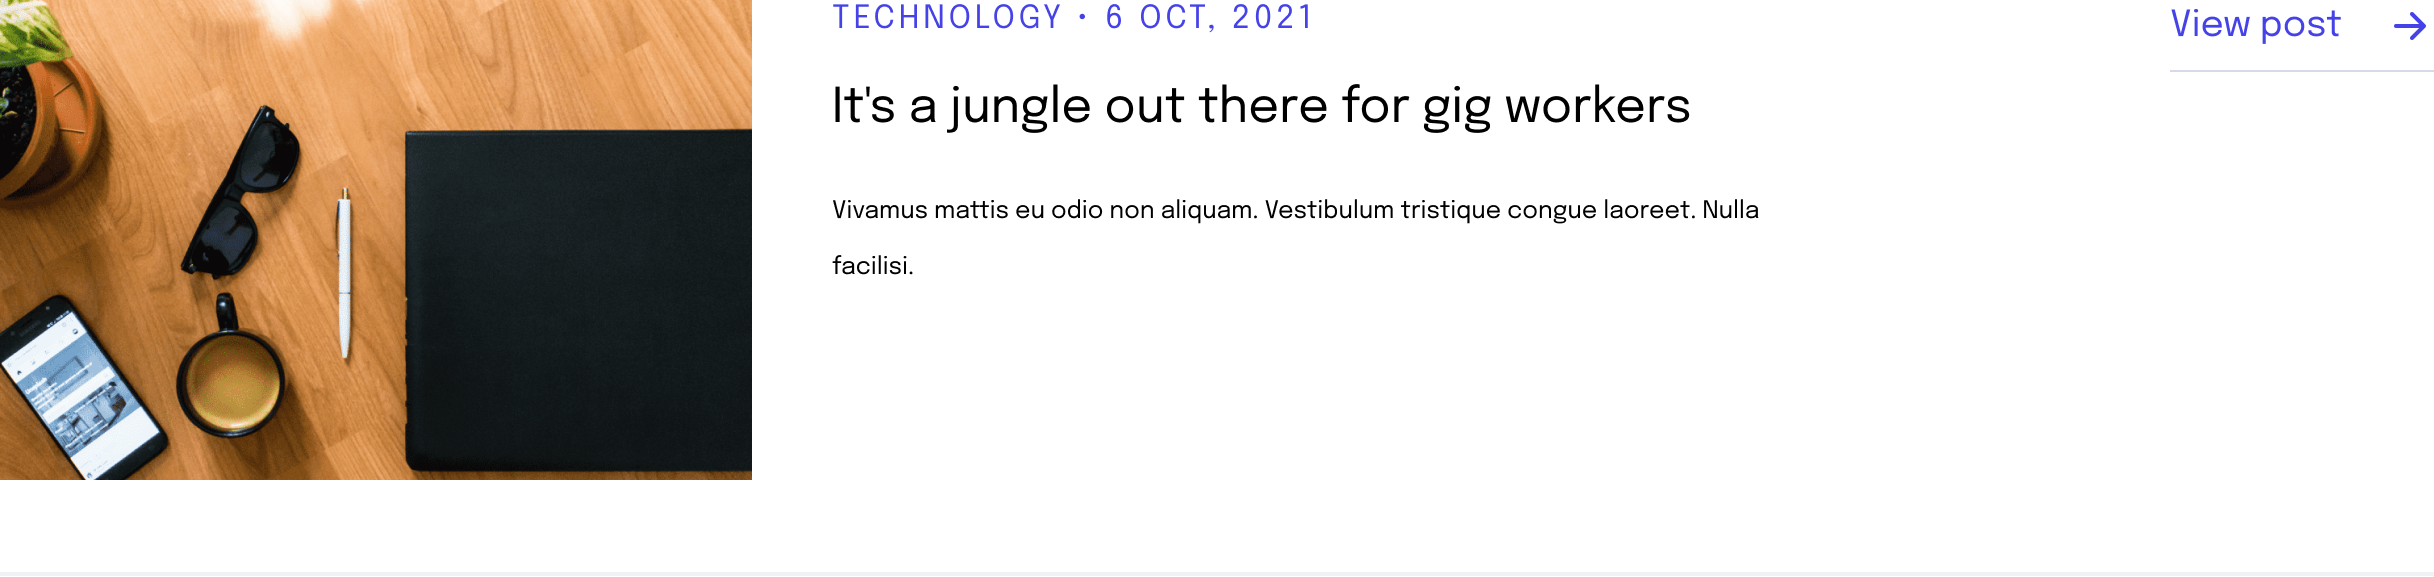 TECHNOLOGY • 6 OCT, 2021
View post
It's a jungle out there for gig workers
Vivamus mattis eu odio non aliquam. Vestibulum tristique congue laoreet. Nulla
facilisi.